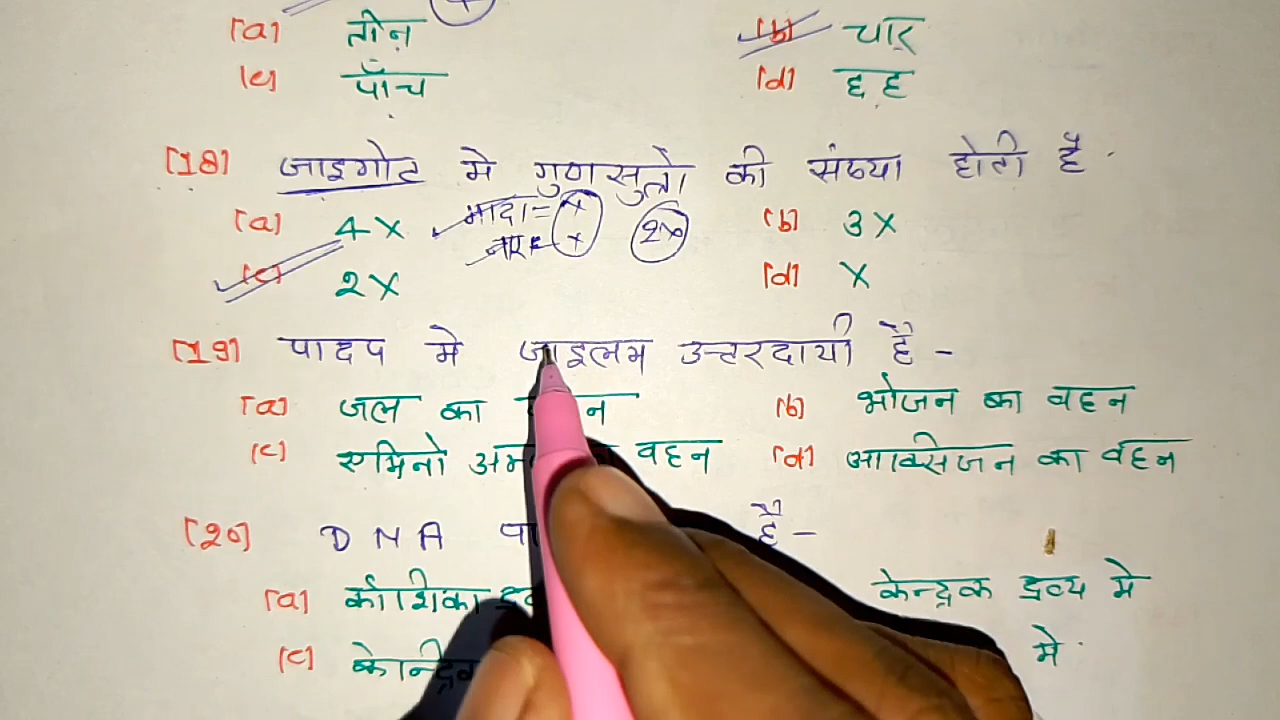 (a) तीन (b) चार
(c) पाँच (d) छह
[18] जाइगोट मे गुणसुत्रो की संख्या होती है
(a) 4X मादा = x 2x (b) 3X
नर = x
(c) 2X (d) X
[19] पादप मे जाइलम उत्तरदायी है -
(a) जल का न (b) भोजन का वहन
(c) एमिनो अम वहन (d) आक्सिजन का वहन
[20] DNA पा है -
(a) कोशिका द्रव केन्द्रक द्रव्य मे
(c) केन्द्रिक मे